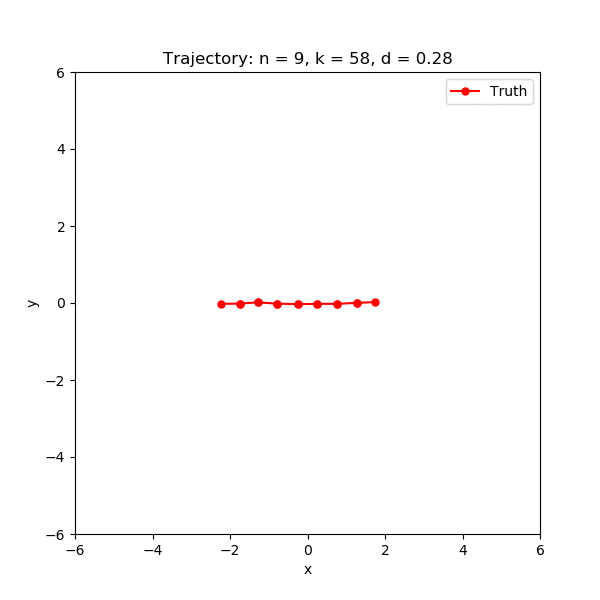 Trajectory: n = 9, k = 58, d = 0.28
Truth
6
4
2
0
−2
−4
−6
y
−6 −4 −2 0 2 4 6
x